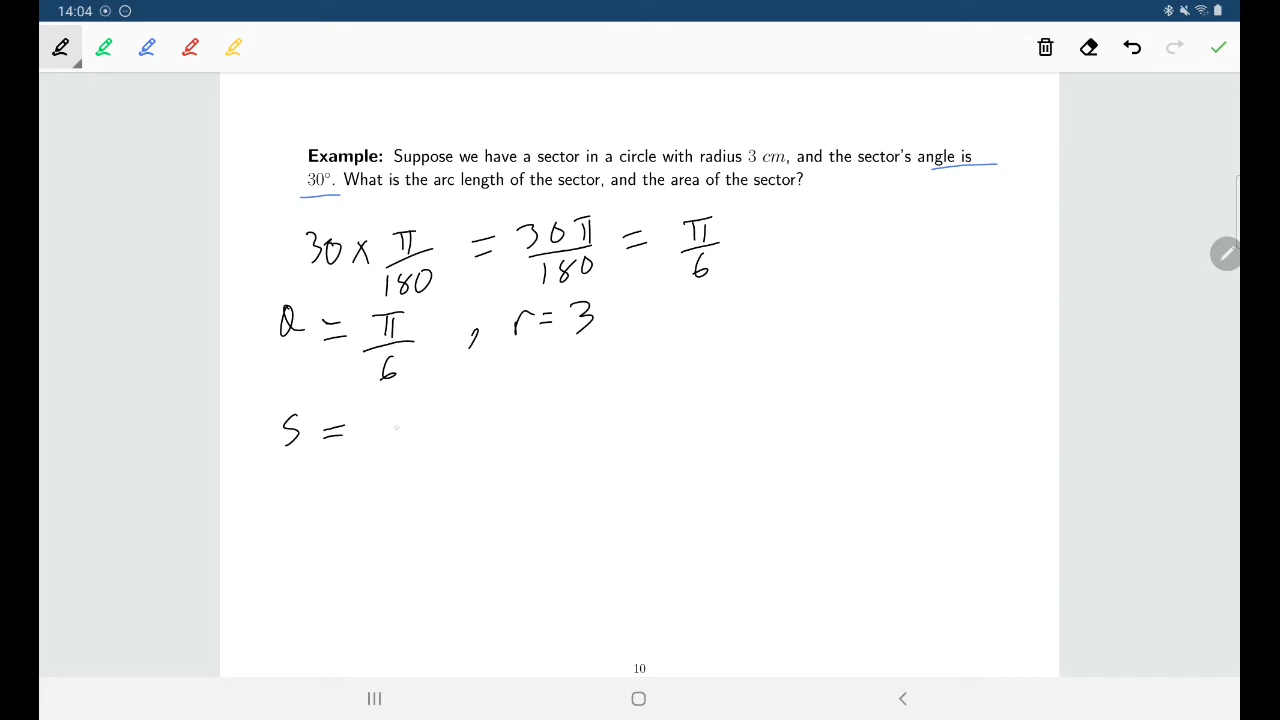 14:04
Example: Suppose we have a sector in a circle with radius 3 cm, and the sector's angle is
30°. What is the arc length of the sector, and the area of the sector?
30 × π/180 = 30π/180 = π/6
θ = π/6 , r = 3
S =
10